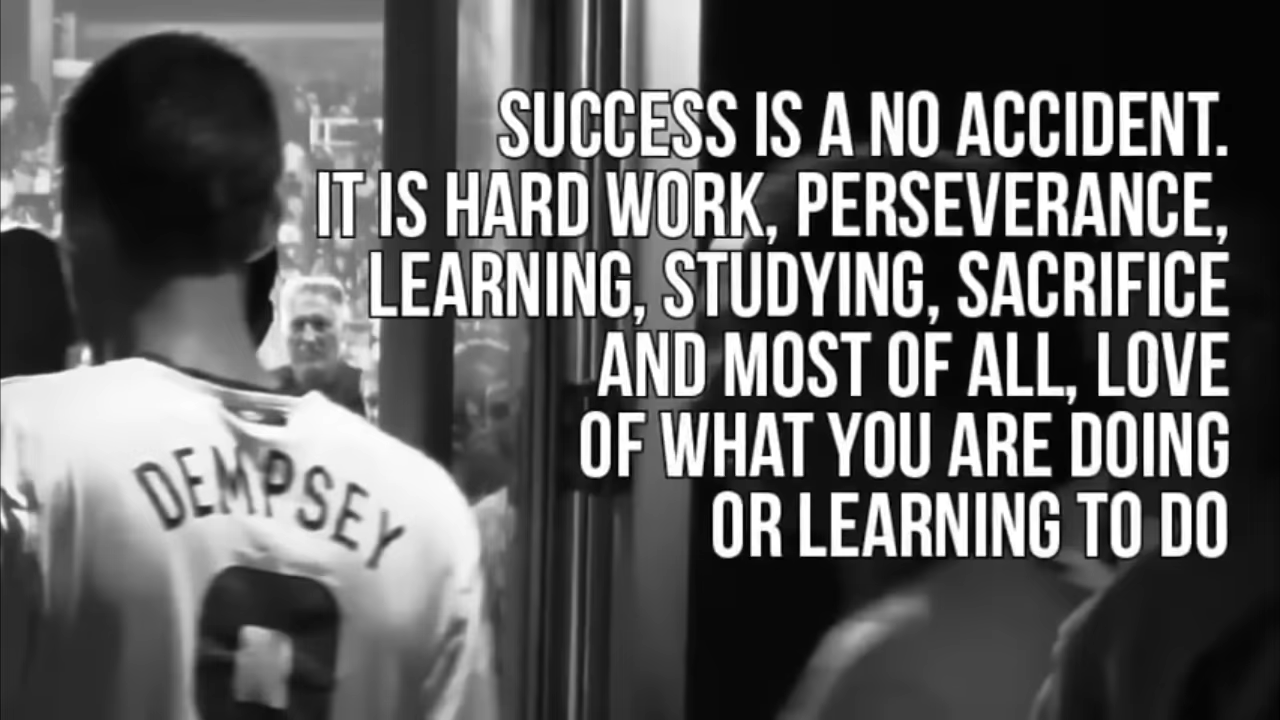 SUCCESS IS A NO ACCIDENT.
IT IS HARD WORK, PERSEVERANCE,
LEARNING, STUDYING, SACRIFICE
AND MOST OF ALL, LOVE
OF WHAT YOU ARE DOING
OR LEARNING TO DO
DEMPSEY